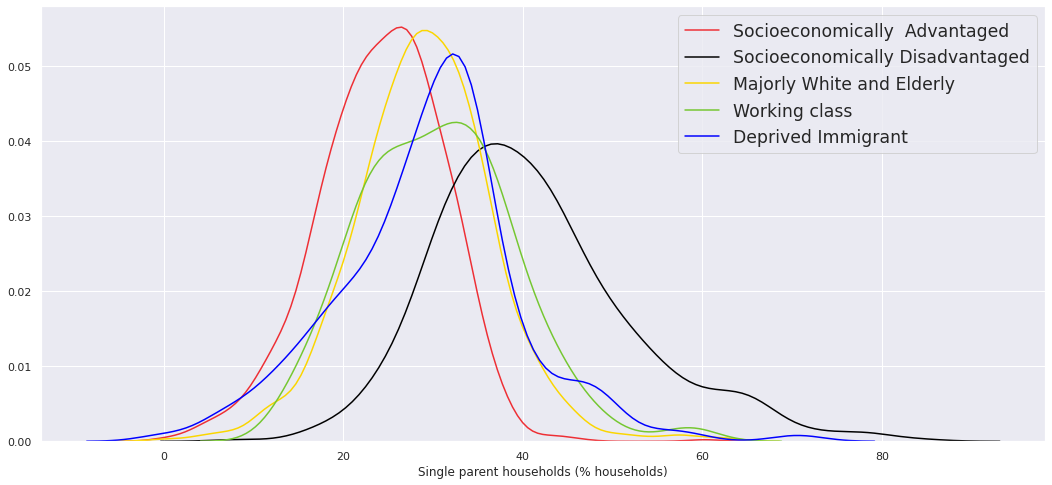 Socioeconomically  Advantaged
Socioeconomically Disadvantaged
Majorly White and Elderly
Working class
Deprived Immigrant
0.05
0.04
0.03
0.02
0.01
0.00
0 20 40 60 80
Single parent households (% households)